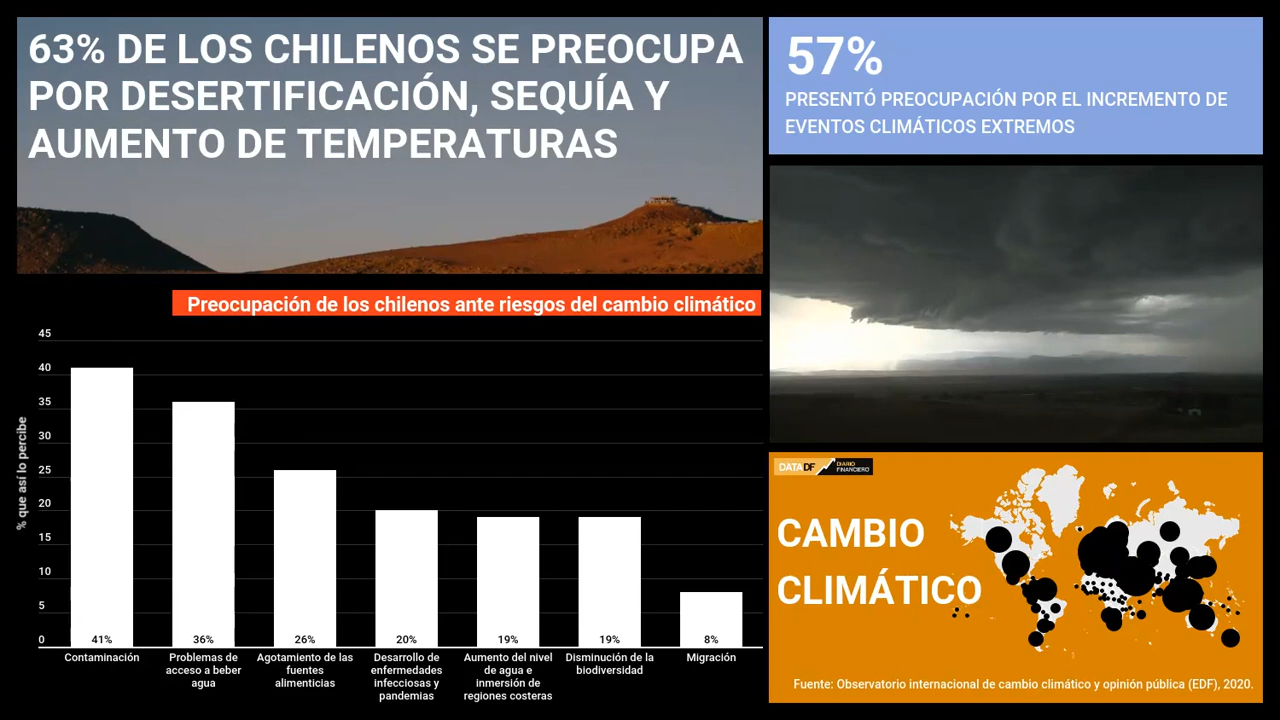 63% DE LOS CHILENOS SE PREOCUPA
POR DESERTIFICACIÓN, SEQUÍA Y
AUMENTO DE TEMPERATURAS
57%
PRESENTÓ PREOCUPACIÓN POR EL INCREMENTO DE
EVENTOS CLIMÁTICOS EXTREMOS
Preocupación de los chilenos ante riesgos del cambio climático
% que así lo percibe
45
40
35
30
25
20
15
10
5
0
41%
36%
26%
20%
19%
19%
8%
Contaminación
Problemas de
acceso a beber
agua
Agotamiento de las
fuentes
alimenticias
Desarrollo de
enfermedades
infecciosas y
pandemias
Aumento del nivel
de agua e
inmersión de
regiones costeras
Disminución de la
biodiversidad
Migración
DATADF
DIARIO
FINANCIERO
CAMBIO
CLIMÁTICO
Fuente: Observatorio internacional de cambio climático y opinión pública (EDF), 2020.